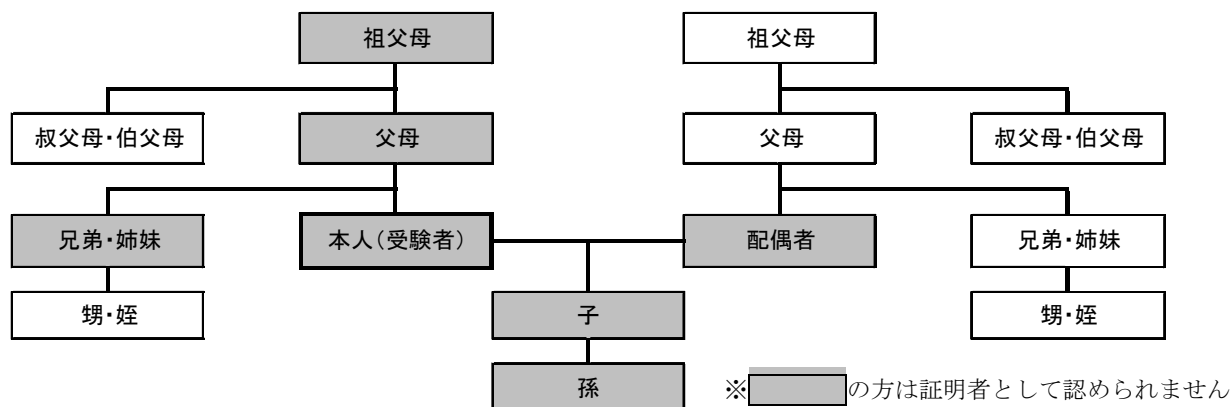 祖父母
祖父母
叔父母・伯父母
父母
父母
叔父母・伯父母
兄弟・姉妹
本人(受験者)
配偶者
兄弟・姉妹
甥・姪
子
甥・姪
孫
※の方は証明者として認められません